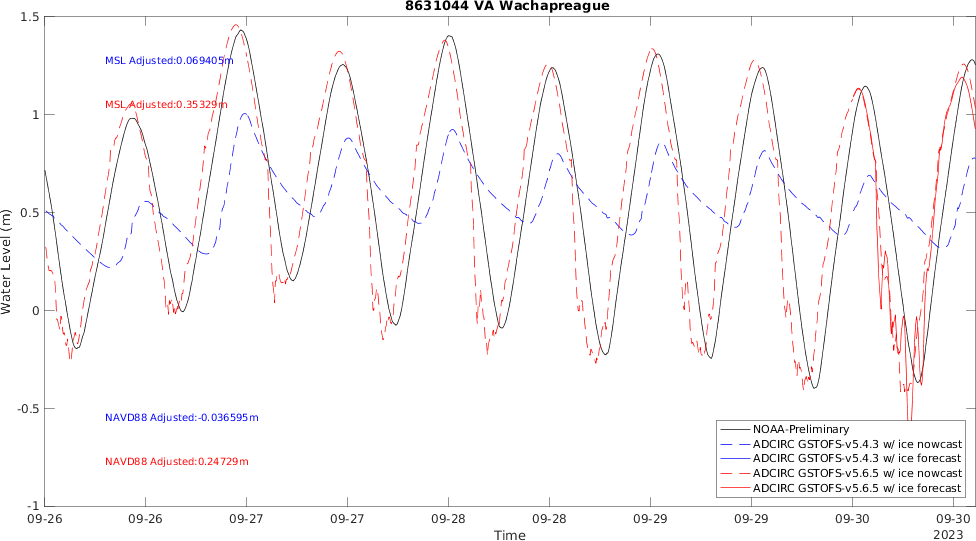 8631044 VA Wachapreague
1.5
1
0.5
0
-0.5
-1
Water Level (m)
MSL Adjusted:0.069405m
MSL Adjusted:0.35329m
NAVD88 Adjusted:-0.036595m
NAVD88 Adjusted:0.24729m
NOAA-Preliminary
ADCIRC GSTOFS-v5.4.3 w/ ice nowcast
ADCIRC GSTOFS-v5.4.3 w/ ice forecast
ADCIRC GSTOFS-v5.6.5 w/ ice nowcast
ADCIRC GSTOFS-v5.6.5 w/ ice forecast
09-26 09-26 09-27 09-27 09-28 09-28 09-29 09-29 09-30 09-30
Time
2023